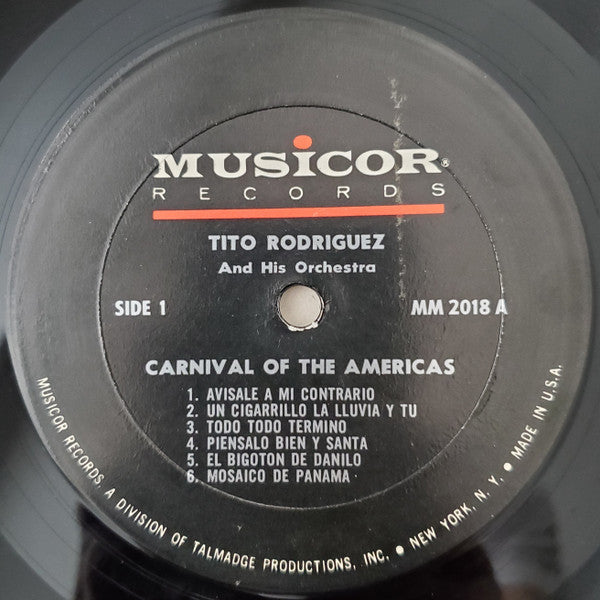 MUSICOR®
RECORDS
TITO RODRIGUEZ
And His Orchestra
SIDE 1
MM 2018 A
CARNIVAL OF THE AMERICAS
1. AVISALE A MI CONTRARIO
2. UN CIGARRILLO LA LLUVIA Y TU
3. TODO TODO TERMINO
4. PIENSALO BIEN Y SANTA
5. EL BIGOTON DE DANILO
6. MOSAICO DE PANAMA
MUSICOR RECORDS, A DIVISION OF TALMADGE PRODUCTIONS, INC. ● NEW YORK, N. Y. ● MADE IN U.S.A.